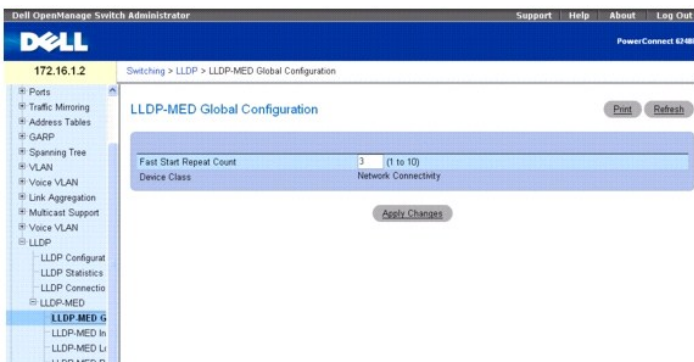 Dell OpenManage Switch Administrator
Support Help About Log Out
DELL
PowerConnect
172.16.1.2
Switching > LLDP > LLDP-MED Global Configuration
Ports
Traffic Mirroring
Address Tables
GARP
Spanning Tree
VLAN
Voice VLAN
Link Aggregation
Multicast Support
Voice VLAN
LLDP
LLDP Configurat
LLDP Statistics
LLDP Connectio
LLDP-MED
LLDP-MED G
LLDP-MED In
LLDP-MED
LLDP-MED Global Configuration
Print Refresh
Fast Start Repeat Count 3 (1 to 10)
Device Class Network Connectivity
Apply Changes